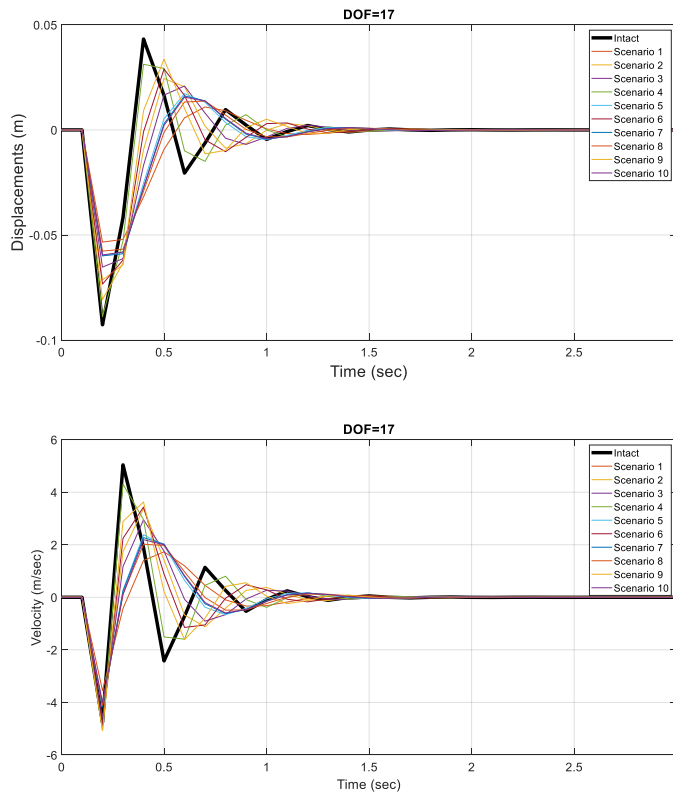 DOF=17
0.05
0
-0.05
-0.1
Displacements (m)
0 0.5 1 1.5 2 2.5
Time (sec)
Intact
Scenario 1
Scenario 2
Scenario 3
Scenario 4
Scenario 5
Scenario 6
Scenario 7
Scenario 8
Scenario 9
Scenario 10
DOF=17
6
4
2
0
-2
-4
-6
Velocity (m/sec)
0 0.5 1 1.5 2 2.5
Time (sec)
Intact
Scenario 1
Scenario 2
Scenario 3
Scenario 4
Scenario 5
Scenario 6
Scenario 7
Scenario 8
Scenario 9
Scenario 10